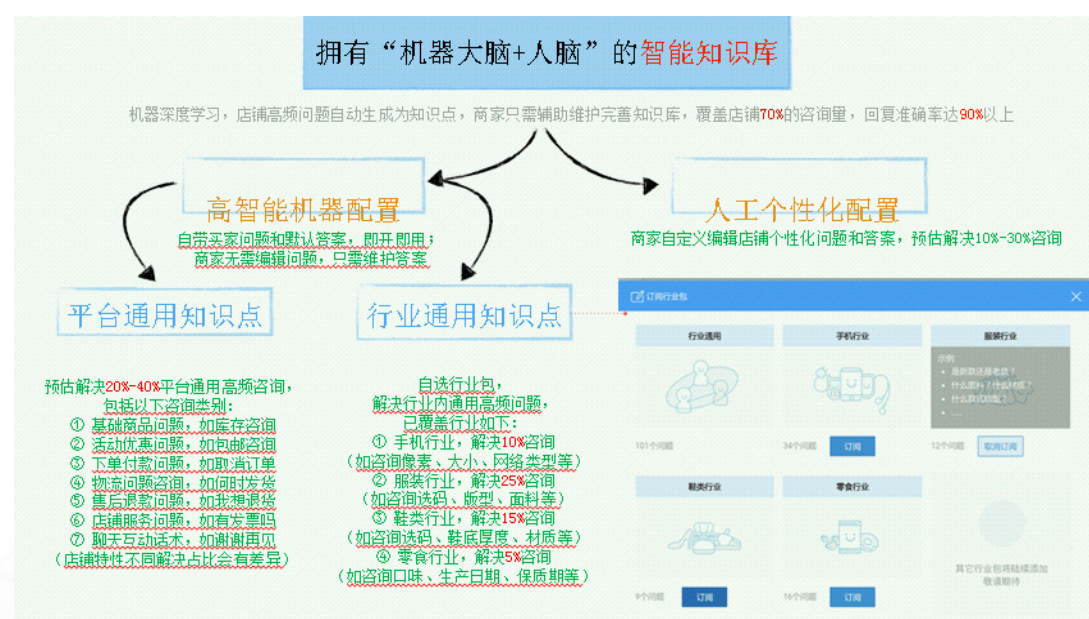 拥有“机器大脑+人脑”的智能知识库
机器深度学习，店铺高频问题自动生成为知识点，商家只需辅助维护完善知识库，覆盖店铺70%的咨询量，回复准确率达90%以上
高智能机器配置
自带买家问题和默认答案，即开即用；
商家无需编辑问题，只需维护答案
人工个性化配置
商家自定义编辑店铺个性化问题和答案，预估解决10%-30%咨询
平台通用知识点
预估解决20%-40%平台通用高频咨询，
包括以下咨询类别：
① 基础商品问题，如库存咨询
② 活动优惠问题，如包邮咨询
③ 下单付款问题，如取消订单
④ 物流问题咨询，如何时发货
⑤ 售后退款问题，如我想退货
⑥ 店铺服务问题，如有发票吗
⑦ 聊天互动话术，如谢谢再见
（店铺特性不同解决占比会有差异）
行业通用知识点
自选行业包，
解决行业内通用高频问题，
已覆盖行业如下：
① 手机行业，解决10%咨询
（如咨询像素、大小、网络类型等）
② 服装行业，解决25%咨询
（如咨询选码、版型、面料等）
③ 鞋类行业，解决15%咨询
（如咨询选码、鞋底厚度、材质等）
④ 零食行业，解决5%咨询
（如咨询口味、生产日期、保质期等）
订阅行业包
行业通用
101个问题
手机行业
34个问题
订阅
服装行业
示例
最新款还是老款？
什么面料？什么材质？
什么款式版型？
......
12个问题
取消订阅
鞋类行业
9个问题
订阅
零食行业
16个问题
订阅
其它行业包将陆续添加
敬请期待